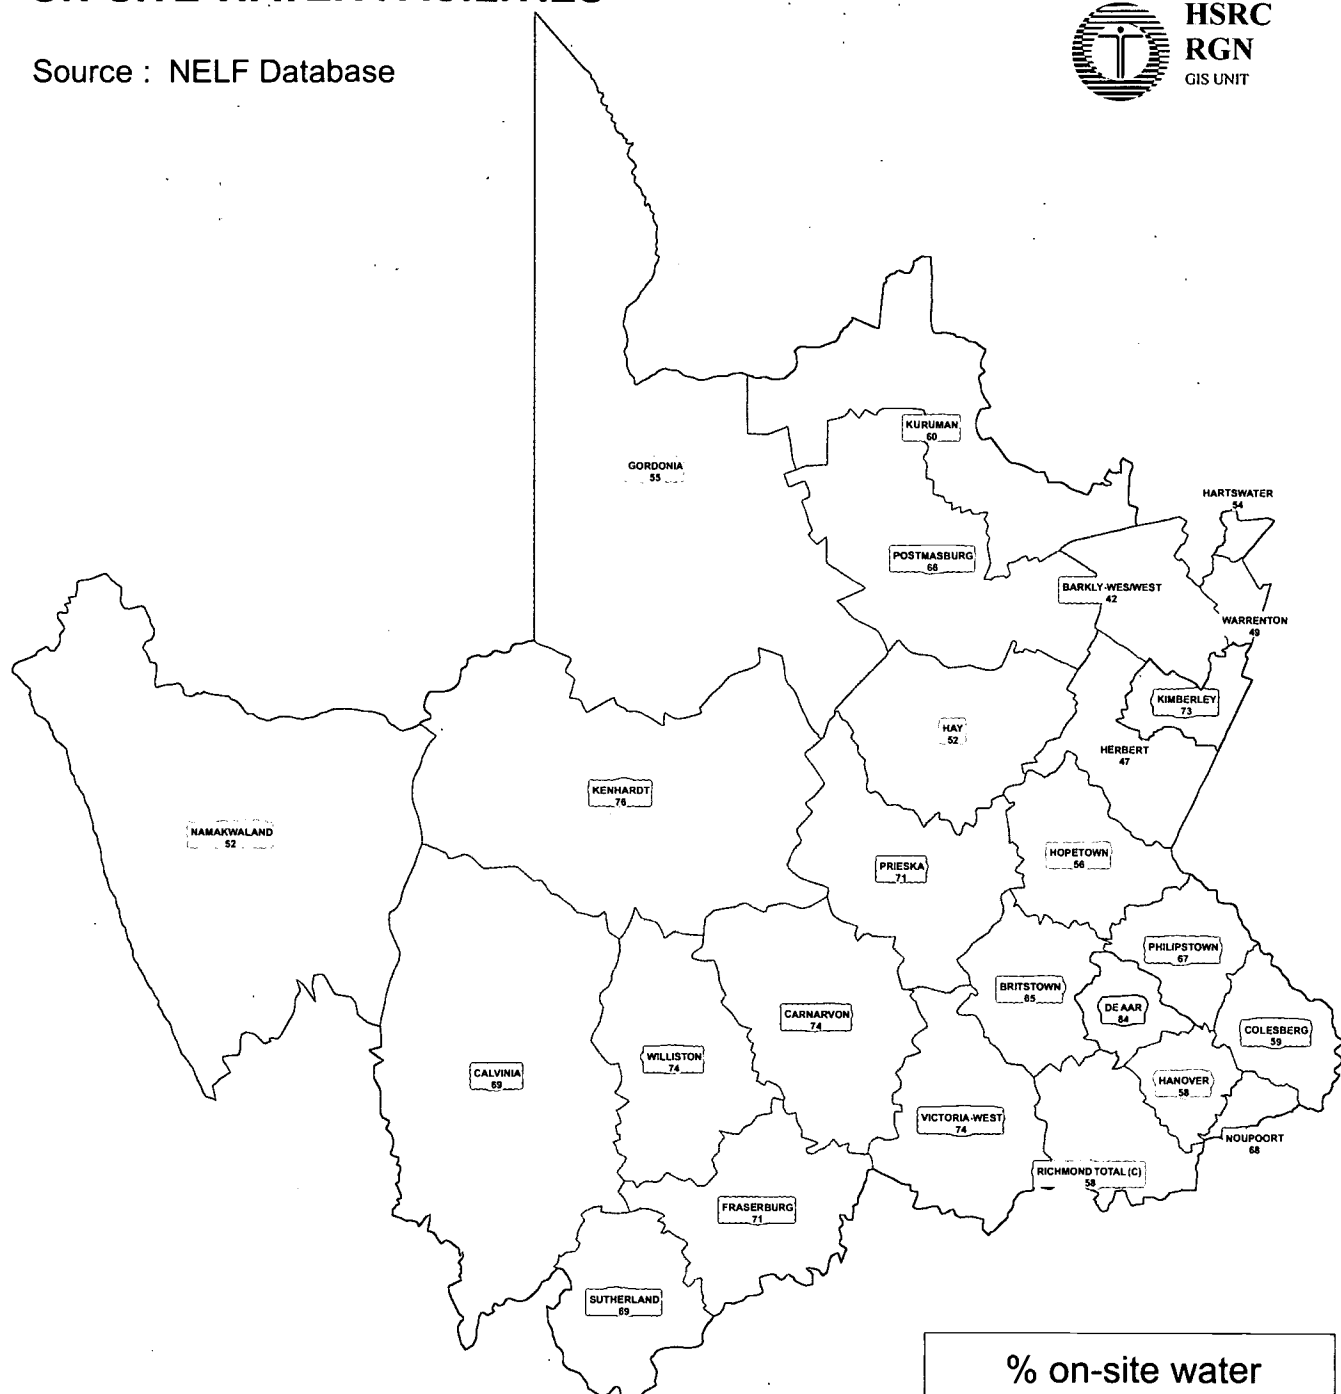 HSRC
RGN
GIS UNIT
Source : NELF Database
KURUMAN
60
GORDONIA
55
HARTSWATER
54
POSTMASBURG
66
BARKLY-WES/WEST
42
WARRENTON
49
KIMBERLEY
73
HAY
52
HERBERT
47
KENHARDT
76
NAMAKWALAND
52
HOPETOWN
56
PRIESKA
71
PHILIPSTOWN
67
BRITSTOWN
65
DE AAR
84
CARNARVON
74
COLESBERG
59
WILLISTON
74
CALVINIA
69
HANOVER
58
VICTORIA-WEST
74
NOUPOORT
68
RICHMOND TOTAL (C)
58
FRASERBURG
71
SUTHERLAND
69
% on-site water